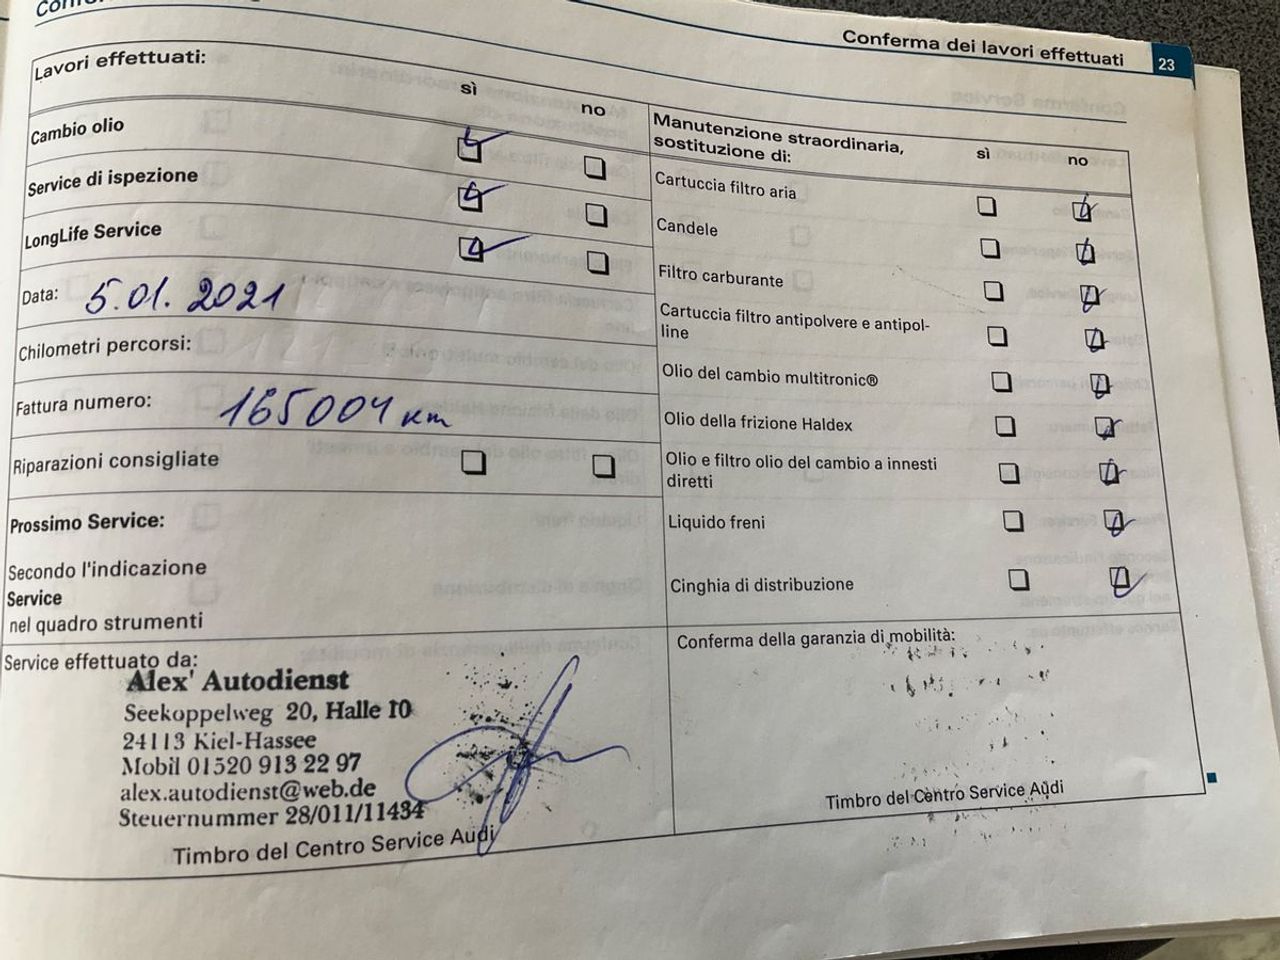 Conferma dei lavori effettuati 23
Lavori effettuati:
sì no
Cambio olio
Service di ispezione
LongLife Service
Data: 5.01.2021
Chilometri percorsi:
Fattura numero: 165004 km
Riparazioni consigliate
Prossimo Service:
Secondo l'indicazione
Service
nel quadro strumenti
Service effettuato da:
Alex' Autodienst
Seekoppelweg 20, Halle 10
24113 Kiel-Hassee
Mobil 01520 913 22 97
alex.autodienst@web.de
Steuernummer 28/011/11434
Timbro del Centro Service Audi
Manutenzione straordinaria,
sostituzione di:
sì no
Cartuccia filtro aria
Candele
Filtro carburante
Cartuccia filtro antipolvere e antipol-
line
Olio del cambio multitronic®
Olio della frizione Haldex
Olio e filtro olio del cambio a innesti
diretti
Liquido freni
Cinghia di distribuzione
Conferma della garanzia di mobilità:
Timbro del Centro Service Audi